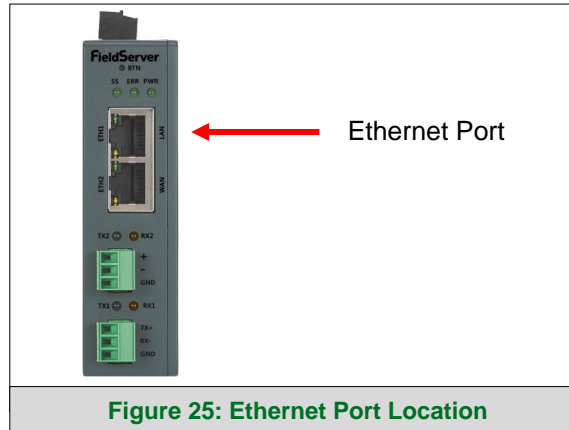 FieldServer
BTN
SS ERR PWR
ETH1
LAN
Ethernet Port
ETH2
WAN
TX2 RX2
+
-
GND
TX1 RX1
TX+
RX-
GND
Figure 25: Ethernet Port Location